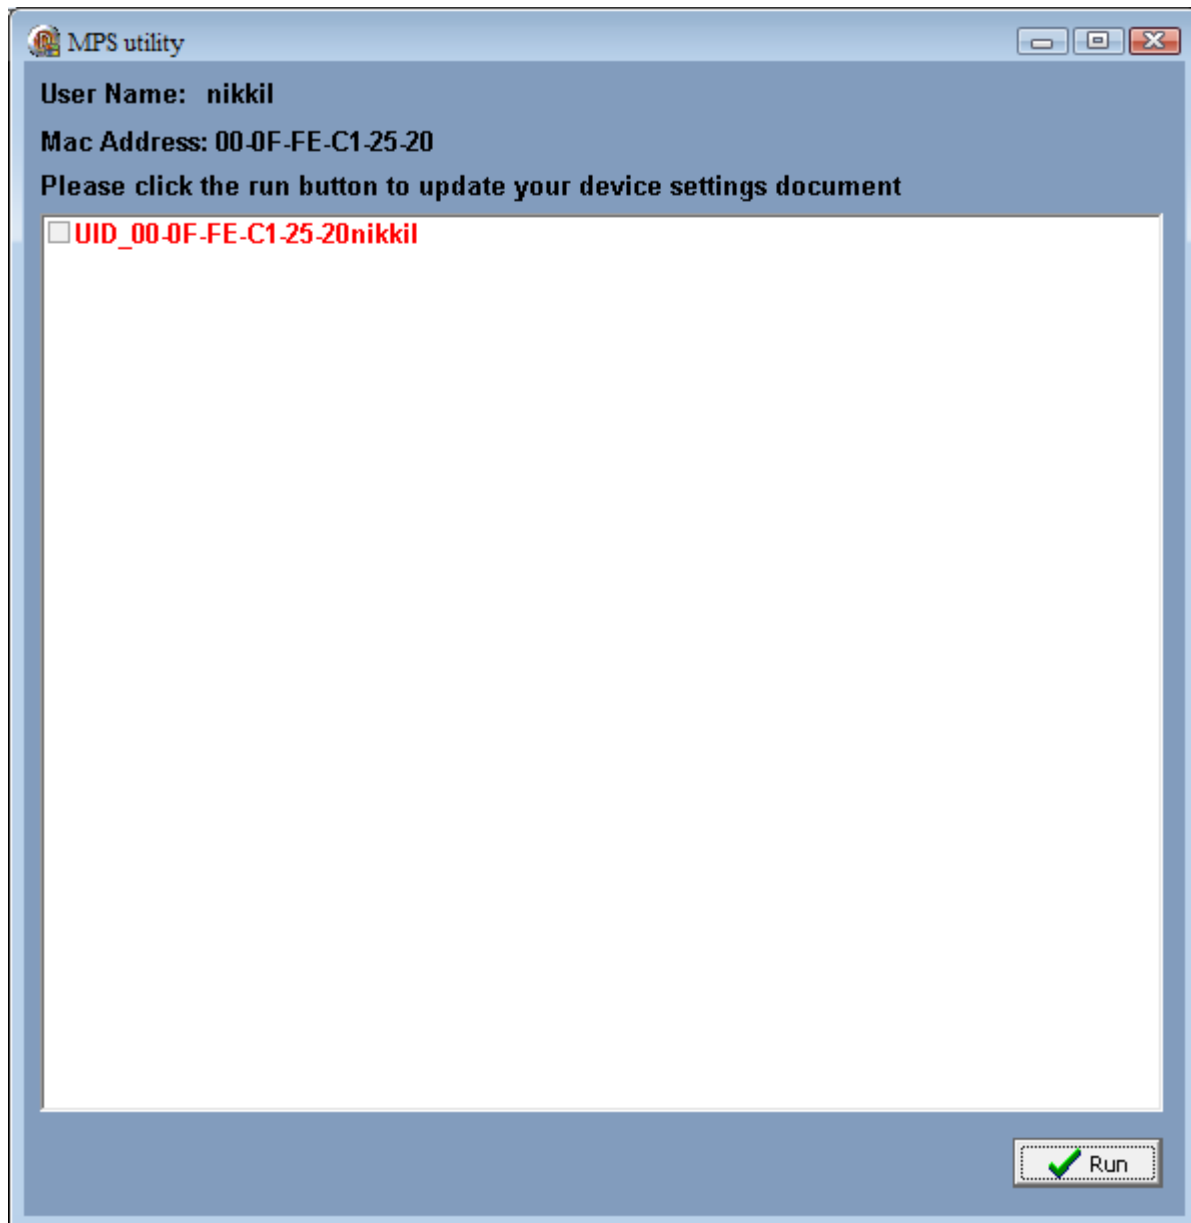 MPS utility
User Name: nikkil
Mac Address: 00-0F-FE-C1-25-20
Please click the run button to update your device settings document
UID_00-0F-FE-C1-25-20nikkil
Run